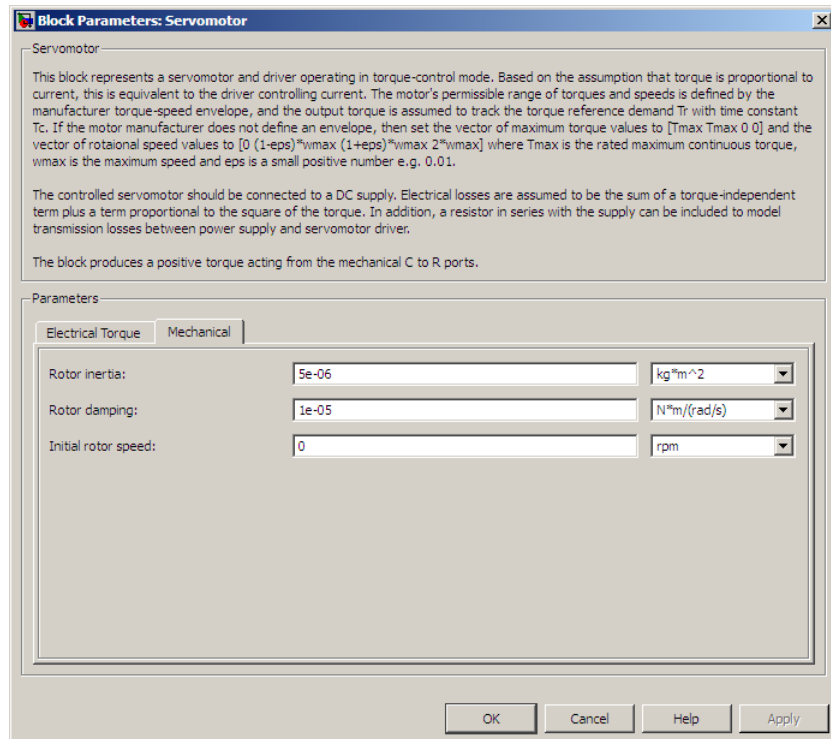 Block Parameters: Servomotor
Servomotor
This block represents a servomotor and driver operating in torque-control mode. Based on the assumption that torque is proportional to
current, this is equivalent to the driver controlling current. The motor's permissible range of torques and speeds is defined by the
manufacturer torque-speed envelope, and the output torque is assumed to track the torque reference demand Tr with time constant
Tc. If the motor manufacturer does not define an envelope, then set the vector of maximum torque values to [Tmax Tmax 0 0] and the
vector of rotaional speed values to [0 (1-eps)*wmax (1+eps)*wmax 2*wmax] where Tmax is the rated maximum continuous torque,
wmax is the maximum speed and eps is a small positive number e.g. 0.01.
The controlled servomotor should be connected to a DC supply. Electrical losses are assumed to be the sum of a torque-independent
term plus a term proportional to the square of the torque. In addition, a resistor in series with the supply can be included to model
transmission losses between power supply and servomotor driver.
The block produces a positive torque acting from the mechanical C to R ports.
Parameters
Electrical Torque Mechanical
Rotor inertia: 5e-06 kg*m^2
Rotor damping: 1e-05 N*m/(rad/s)
Initial rotor speed: 0 rpm
OK Cancel Help Apply